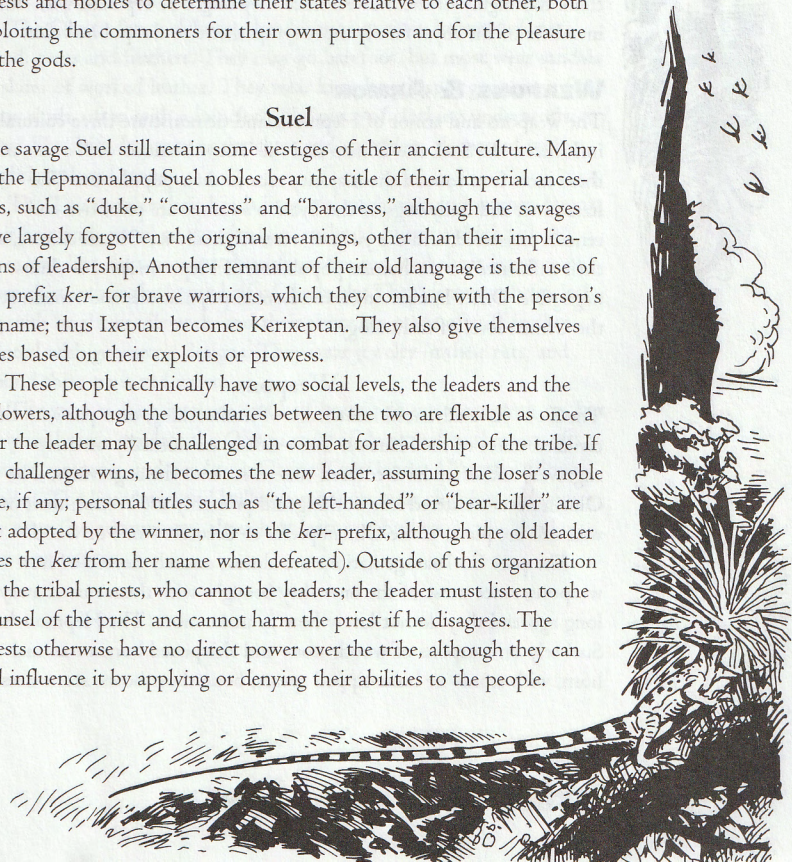 ests and nobles to determine their states relative to each other, both
ploiting the commoners for their own purposes and for the pleasure
the gods.
Suel
e savage Suel still retain some vestiges of their ancient culture. Many
the Hepmonaland Suel nobles bear the title of their Imperial ances-
s, such as “duke,” “countess” and “baroness,” although the savages
ve largely forgotten the original meanings, other than their implica-
ns of leadership. Another remnant of their old language is the use of
prefix ker- for brave warriors, which they combine with the person’s
name; thus Ixeptan becomes Kerixeptan. They also give themselves
es based on their exploits or prowess.
These people technically have two social levels, the leaders and the
lowers, although the boundaries between the two are flexible as once a
r the leader may be challenged in combat for leadership of the tribe. If
challenger wins, he becomes the new leader, assuming the loser’s noble
e, if any; personal titles such as “the left-handed” or “bear-killer” are
t adopted by the winner, nor is the ker- prefix, although the old leader
es the ker from her name when defeated). Outside of this organization
the tribal priests, who cannot be leaders; the leader must listen to the
unsel of the priest and cannot harm the priest if he disagrees. The
ests otherwise have no direct power over the tribe, although they can
l influence it by applying or denying their abilities to the people.